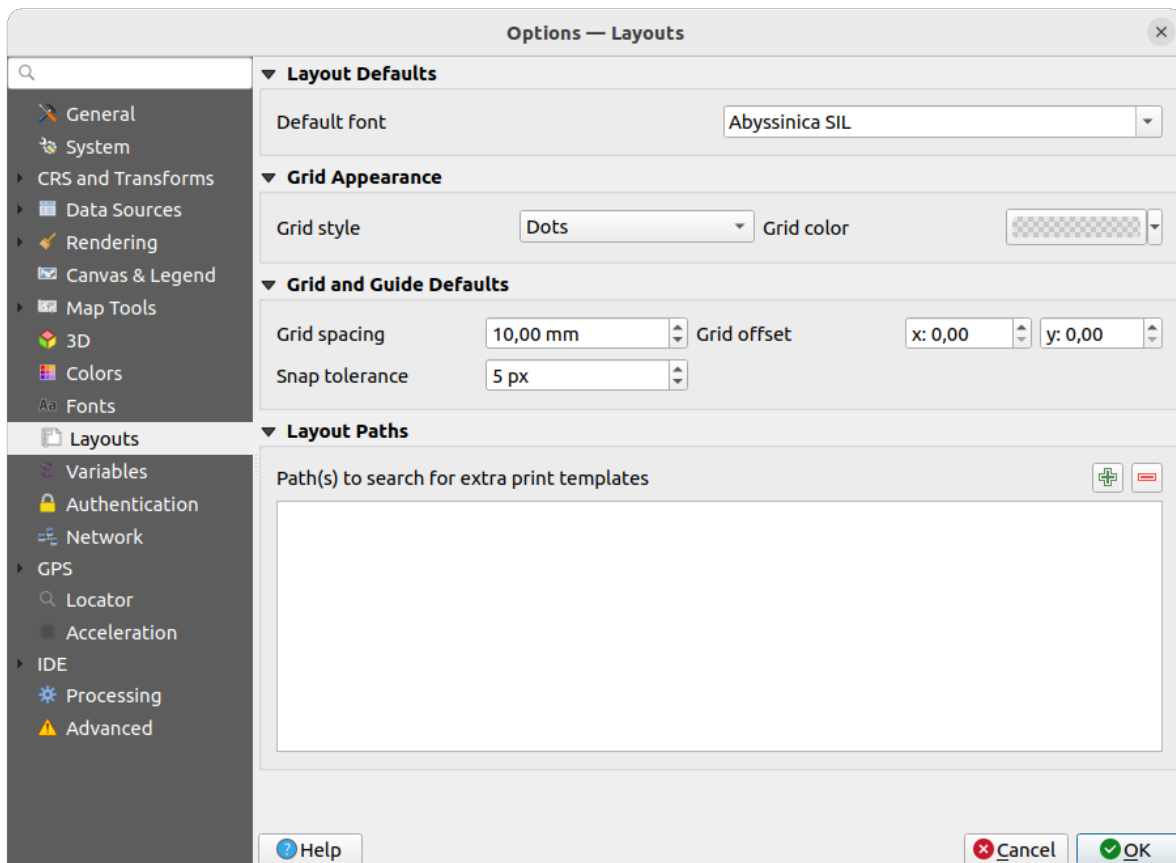 Options — Layouts
General
System
CRS and Transforms
Data Sources
Rendering
Canvas & Legend
Map Tools
3D
Colors
Aa Fonts
Layouts
ε Variables
Authentication
Network
GPS
Locator
Acceleration
IDE
Processing
Advanced
Layout Defaults
Default font Abyssinica SIL
Grid Appearance
Grid style Dots Grid color
Grid and Guide Defaults
Grid spacing 10,00 mm Grid offset x: 0,00 y: 0,00
Snap tolerance 5 px
Layout Paths
Path(s) to search for extra print templates
? Help Cancel OK